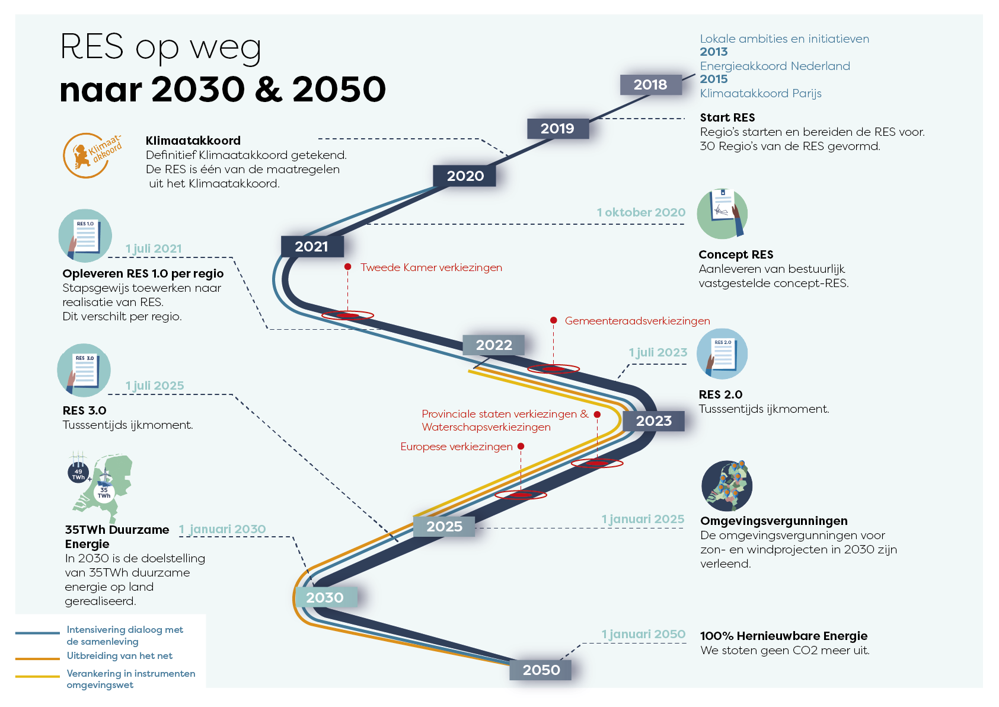 RES op weg
naar 2030 & 2050
Lokale ambities en initiatieven
2013
Energieakkoord Nederland
2015
Klimaatakkoord Parijs
2018
Start RES
Regio's starten en bereiden de RES voor.
30 Regio's van de RES gevormd.
2019
Klimaat-
akkoord
Klimaatakkoord
Definitief Klimaatakkoord getekend.
De RES is één van de maatregelen
uit het Klimaatakkoord.
2020
1 oktober 2020
Concept RES
Aanleveren van bestuurlijk
vastgestelde concept-RES.
2021
RES 1.0
1 juli 2021
Opleveren RES 1.0 per regio
Stapsgewijs toewerken naar
realisatie van RES.
Dit verschilt per regio.
Tweede Kamer verkiezingen
Gemeenteraadsverkiezingen
2022
1 juli 2023
RES 2.0
RES 2.0
Tusssentijds ijkmoment.
RES 3.0
1 juli 2025
RES 3.0
Tusssentijds ijkmoment.
2023
Provinciale staten verkiezingen &
Waterschapsverkiezingen
Europese verkiezingen
49
TWh
+
35
TWh
2025
1 januari 2025
Omgevingsvergunningen
De omgevingsvergunningen voor
zon- en windprojecten in 2030 zijn
verleend.
35TWh Duurzame
Energie
1 januari 2030
In 2030 is de doelstelling
van 35TWh duurzame
energie op land
gerealiseerd.
2030
1 januari 2050
100% Hernieuwbare Energie
We stoten geen CO2 meer uit.
2050
Intensivering dialoog met
de samenleving
Uitbreiding van het net
Verankering in instrumenten
omgevingswet